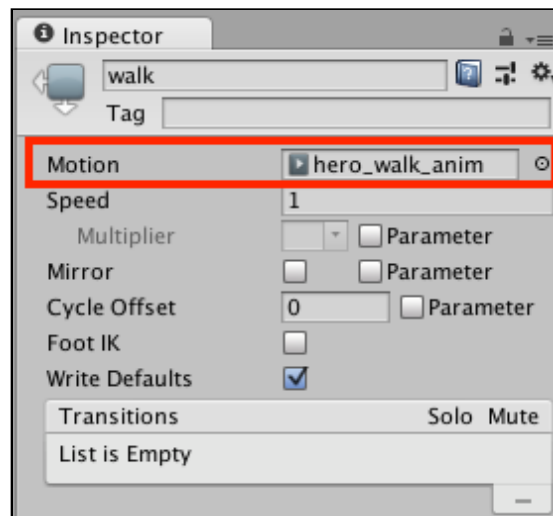 Inspector
walk
Tag
Motion hero_walk_anim
Speed 1
Multiplier Parameter
Mirror Parameter
Cycle Offset 0 Parameter
Foot IK
Write Defaults
Transitions Solo Mute
List is Empty